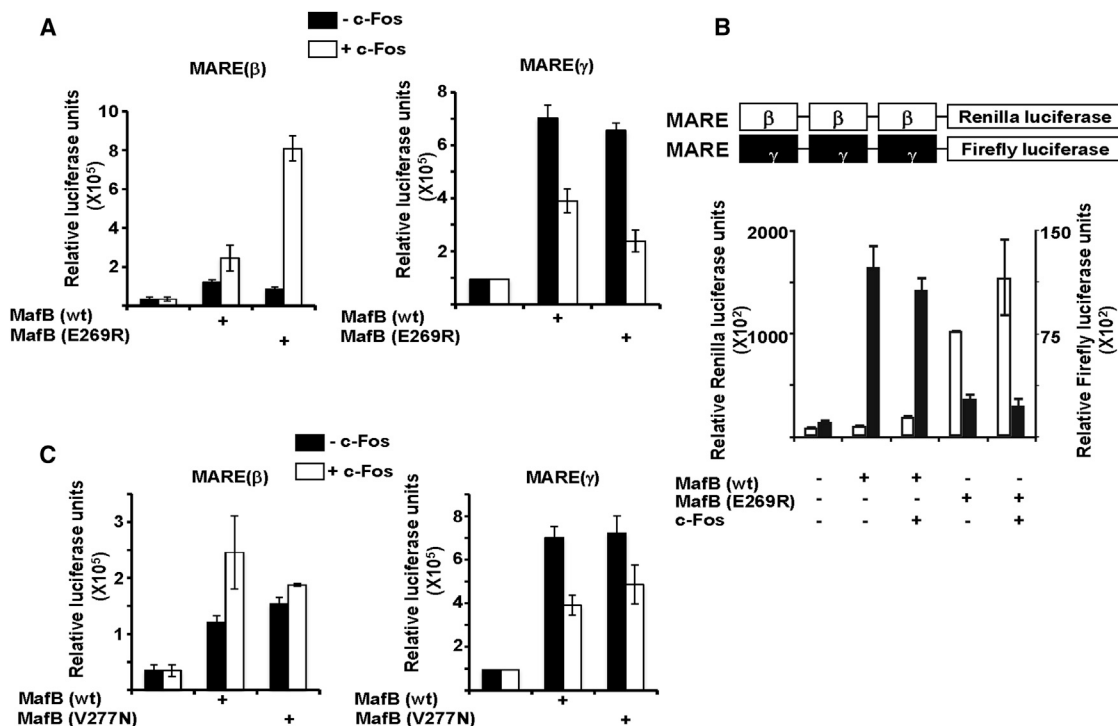 A
- c-Fos
+ c-Fos
MARE(β)
Relative luciferase units
(X10⁵)
10
8
6
4
2
MafB (wt) +
MafB (E269R) +
MARE(γ)
Relative luciferase units
(X10⁵)
8
6
4
2
MafB (wt) +
MafB (E269R) +
B
MARE β β β Renilla luciferase
MARE γ γ γ Firefly luciferase
Relative Renilla luciferase units
(X10²)
2000
1000
150
75
Relative Firefly luciferase units
(X10²)
MafB (wt) - + + - -
MafB (E269R) - - - + +
c-Fos - - + - +
C
- c-Fos
+ c-Fos
MARE(β)
Relative luciferase units
(X10⁵)
3
2
1
MafB (wt) +
MafB (V277N) +
MARE(γ)
Relative luciferase units
(X10⁵)
8
6
4
2
MafB (wt) +
MafB (V277N) +